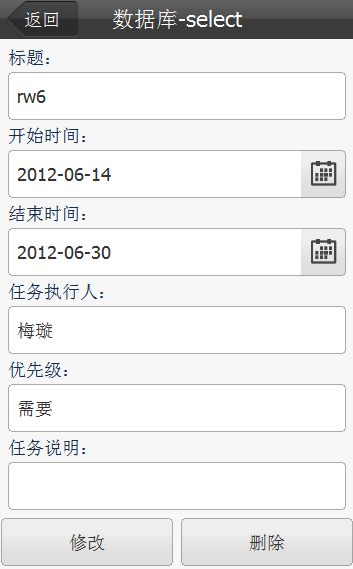 返回 数据库-select
标题：
rw6
开始时间：
2012-06-14
结束时间：
2012-06-30
任务执行人：
梅璇
优先级：
需要
任务说明：
修改 删除